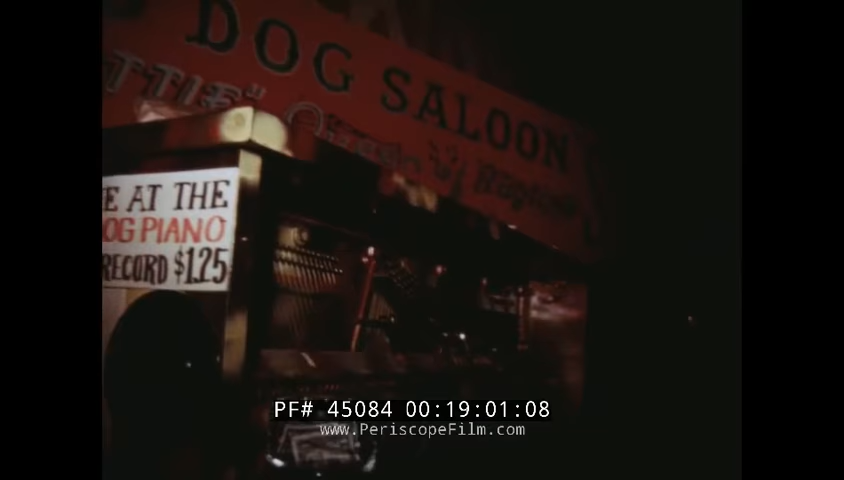 DOG SALOON
E AT THE
OG PIANO
RECORD $1.25
PF# 45084 00:19:01:08
www.PeriscopeFilm.com